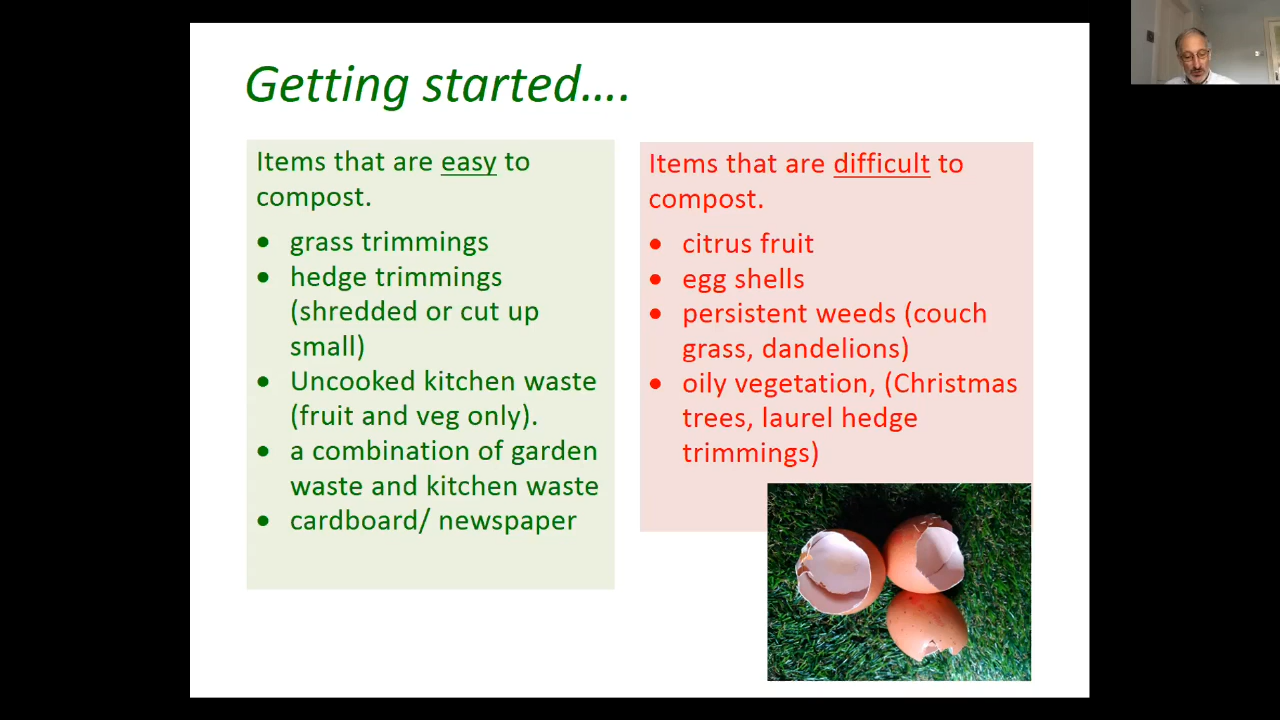 Getting started....
Items that are easy to
compost.
• grass trimmings
• hedge trimmings
(shredded or cut up
small)
• Uncooked kitchen waste
(fruit and veg only).
• a combination of garden
waste and kitchen waste
• cardboard/ newspaper
Items that are difficult to
compost.
• citrus fruit
• egg shells
• persistent weeds (couch
grass, dandelions)
• oily vegetation, (Christmas
trees, laurel hedge
trimmings)